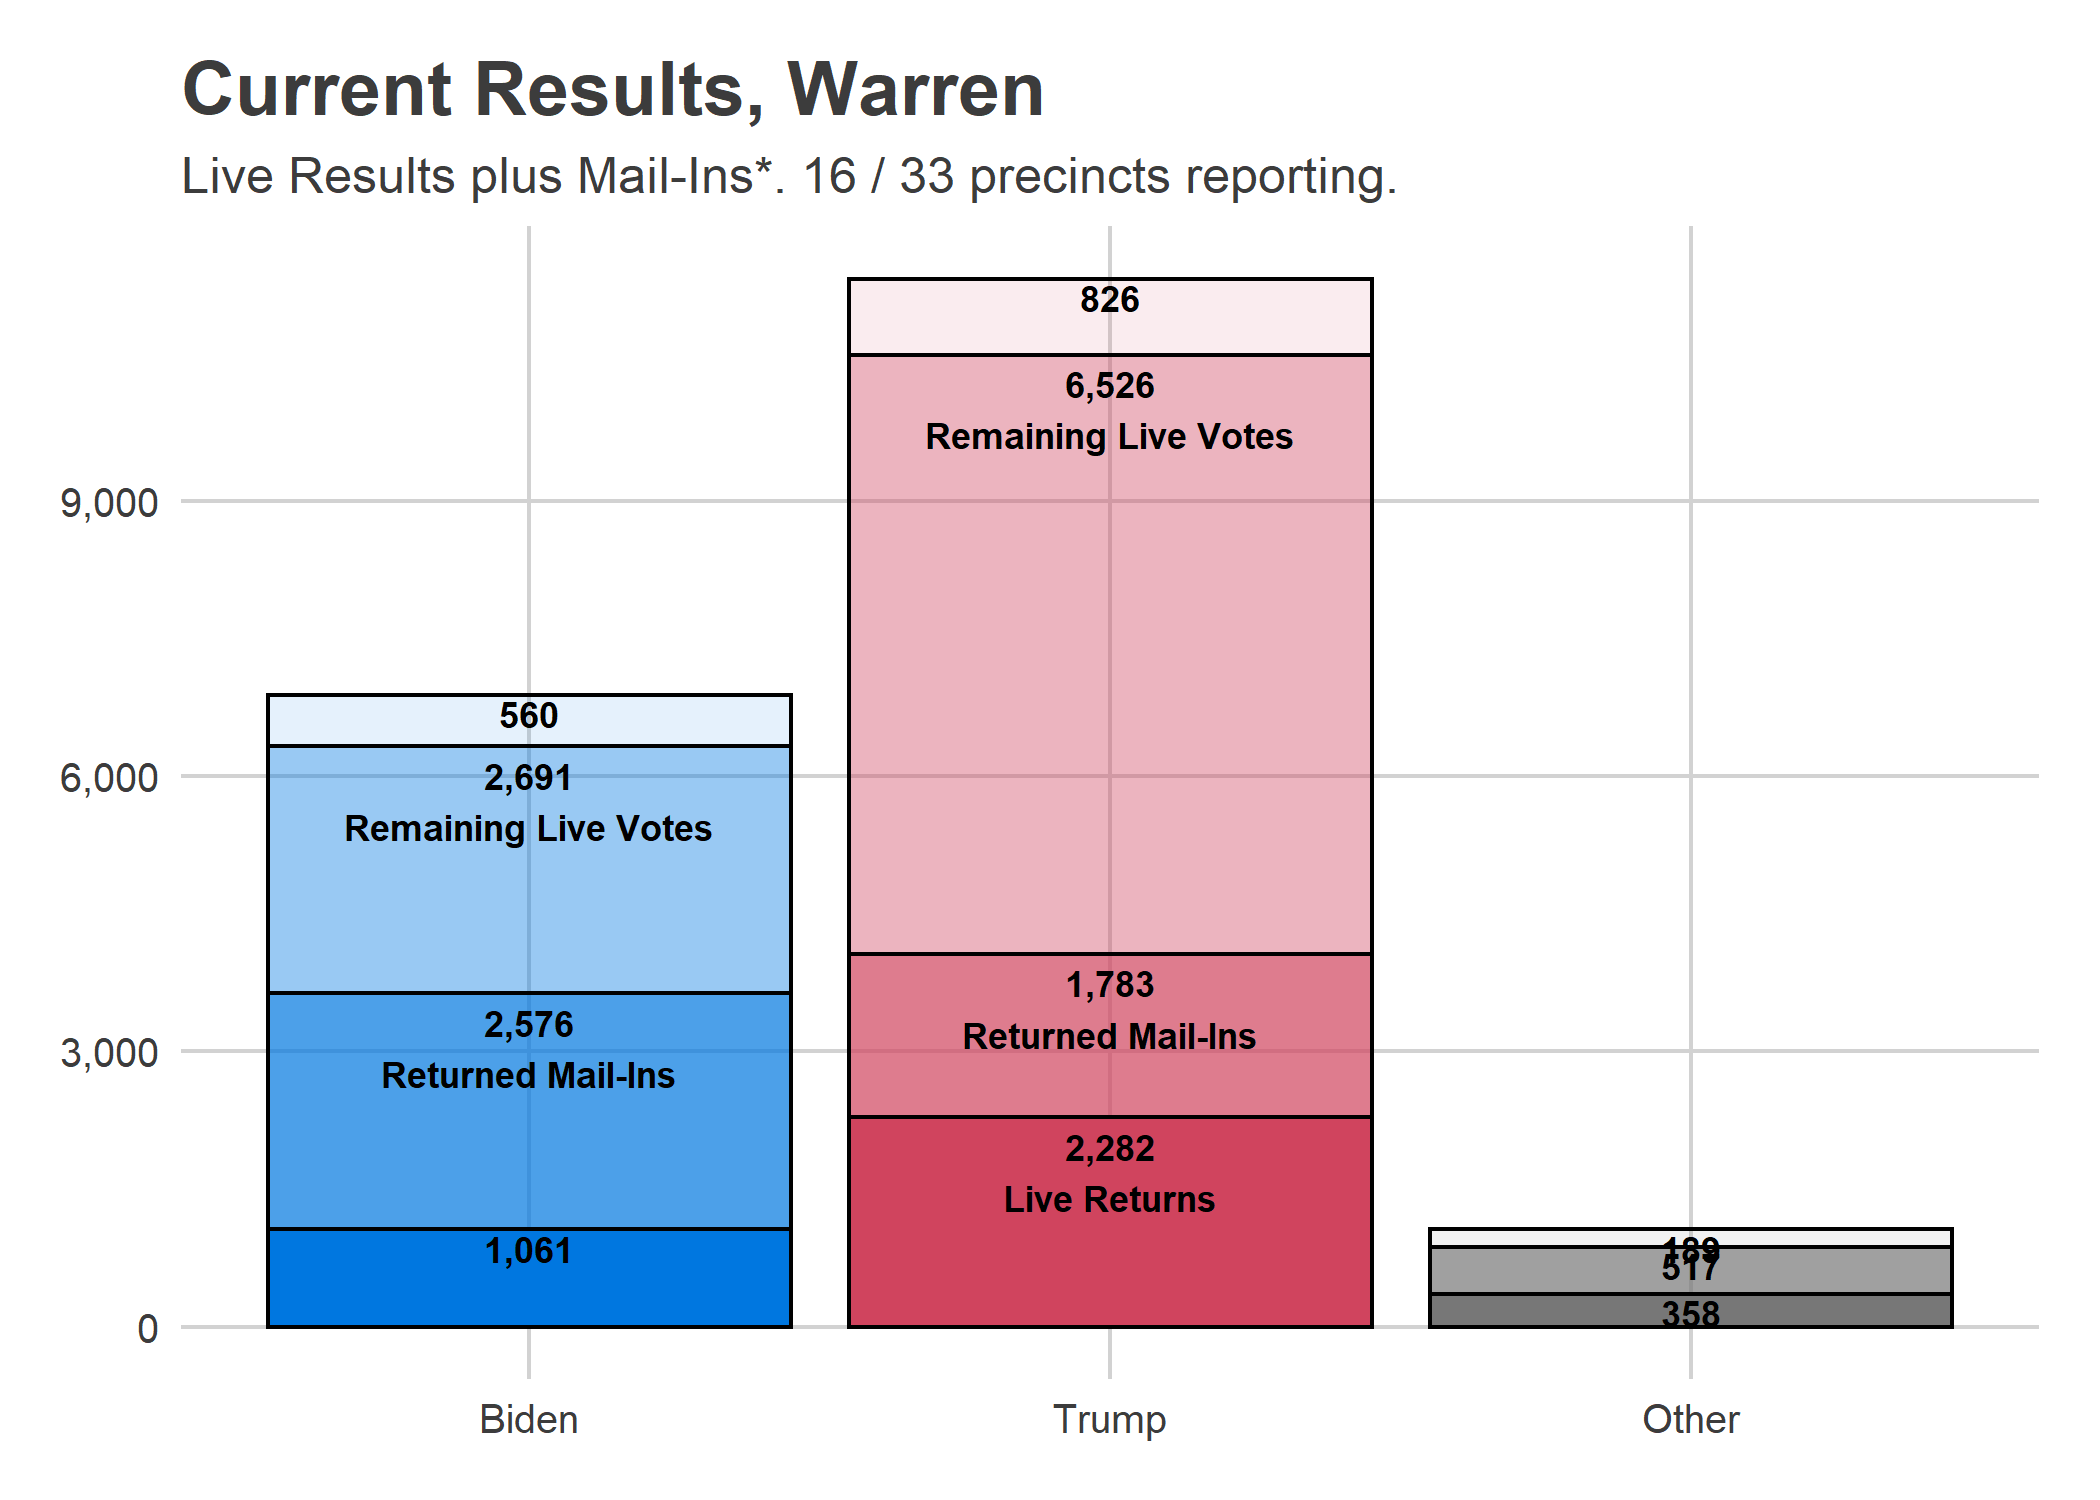 Current Results, Warren
Live Results plus Mail-Ins*. 16 / 33 precincts reporting.
826
6,526
Remaining Live Votes
9,000
560
2,691
Remaining Live Votes
6,000
1,783
Returned Mail-Ins
2,576
Returned Mail-Ins
3,000
2,282
Live Returns
1,061
189
517
358
0
Biden
Trump
Other